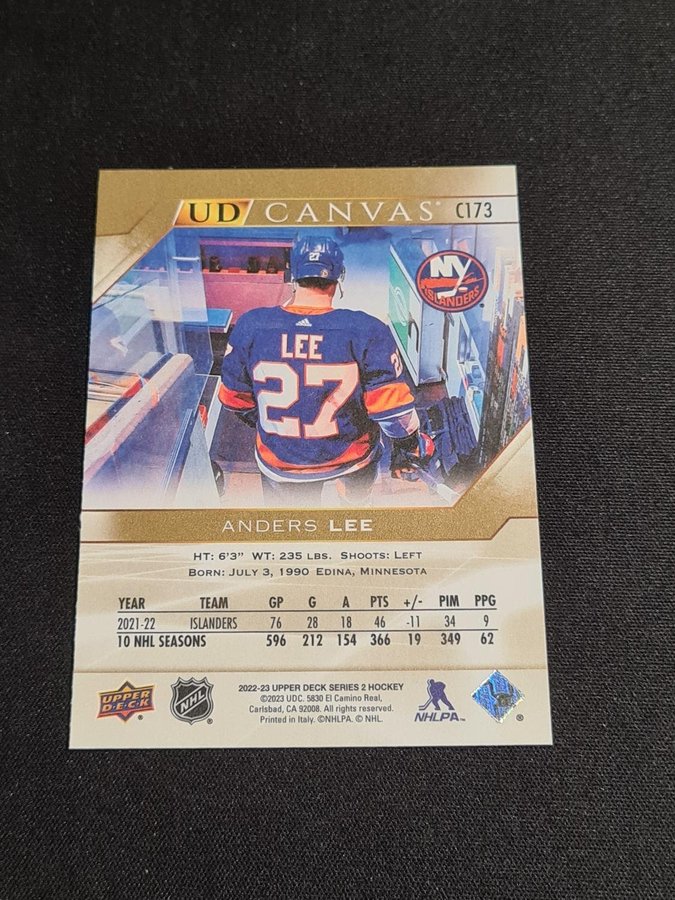 UD CANVAS C173
NY
ISLANDERS
27
LEE
27
27
ANDERS LEE
HT: 6'3" WT: 235 LBS. SHOOTS: LEFT
BORN: JULY 3, 1990 EDINA, MINNESOTA
YEAR TEAM GP G A PTS +/- PIM PPG
2021-22 ISLANDERS 76 28 18 46 -11 34 9
10 NHL SEASONS 596 212 154 366 19 349 62
UPPER DECK
NHL
2022-23 UPPER DECK SERIES 2 HOCKEY
©2023 UDC. 5830 El Camino Real,
Carlsbad, CA 92008. All rights reserved.
Printed in Italy. ©NHLPA. © NHL.
NHLPA™
®